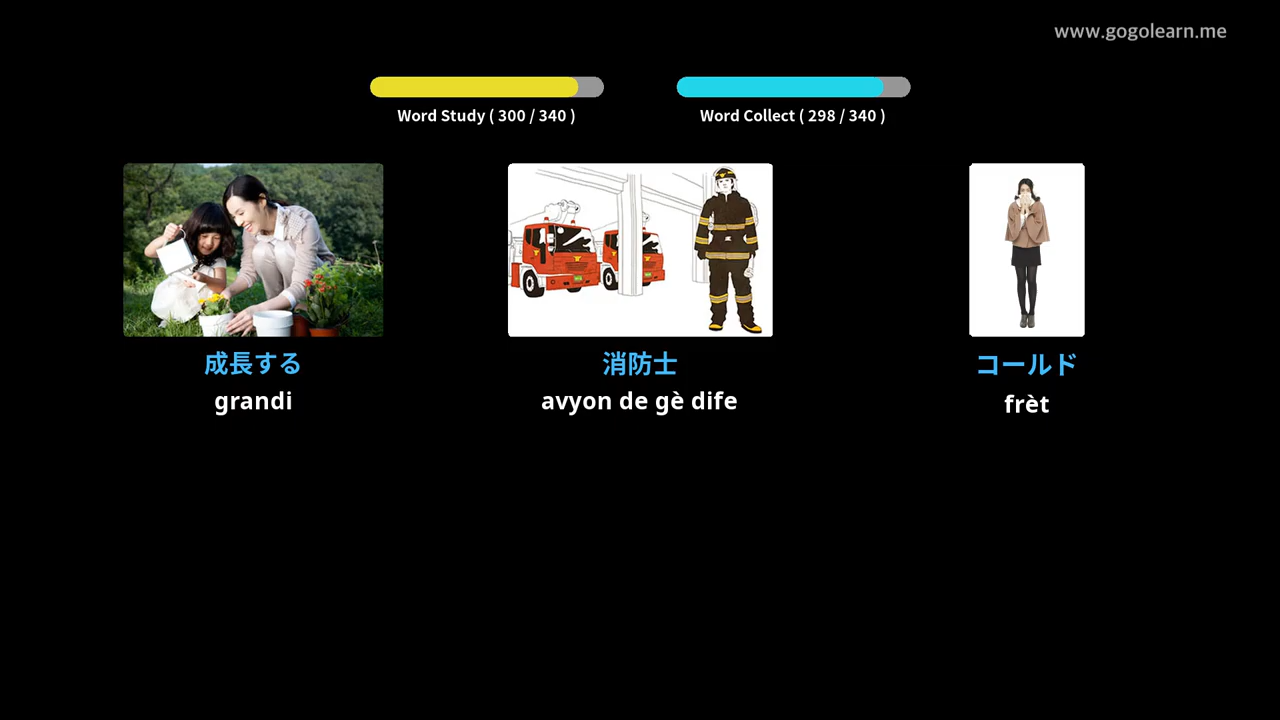 www.gogolearn.me
Word Study ( 300 / 340 )
Word Collect ( 298 / 340 )
成長する
消防士
コールド
grandi
avyon de gè dife
frèt